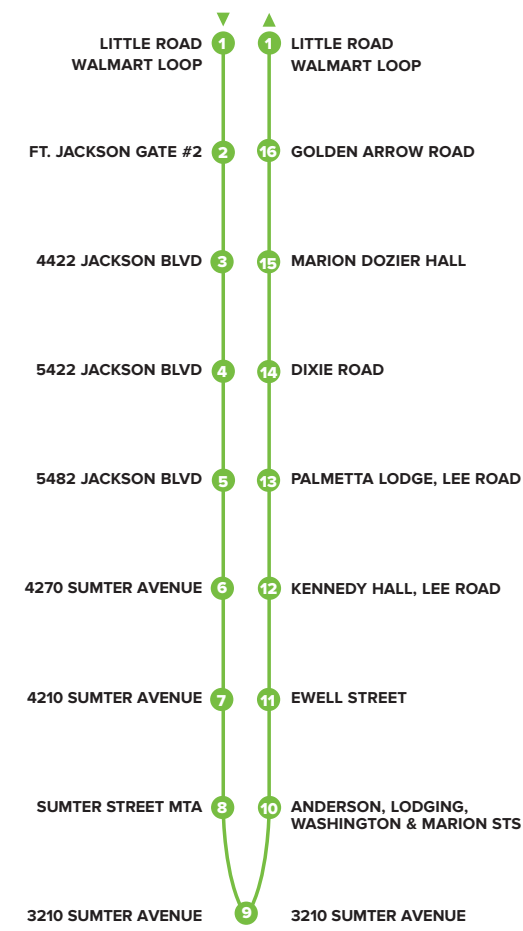 LITTLE ROAD
WALMART LOOP
1
1
LITTLE ROAD
WALMART LOOP
FT. JACKSON GATE #2
2
16
GOLDEN ARROW ROAD
4422 JACKSON BLVD
3
15
MARION DOZIER HALL
5422 JACKSON BLVD
4
14
DIXIE ROAD
5482 JACKSON BLVD
5
13
PALMETTA LODGE, LEE ROAD
4270 SUMTER AVENUE
6
12
KENNEDY HALL, LEE ROAD
4210 SUMTER AVENUE
7
11
EWELL STREET
SUMTER STREET MTA
8
10
ANDERSON, LODGING,
WASHINGTON & MARION STS
3210 SUMTER AVENUE
9
3210 SUMTER AVENUE